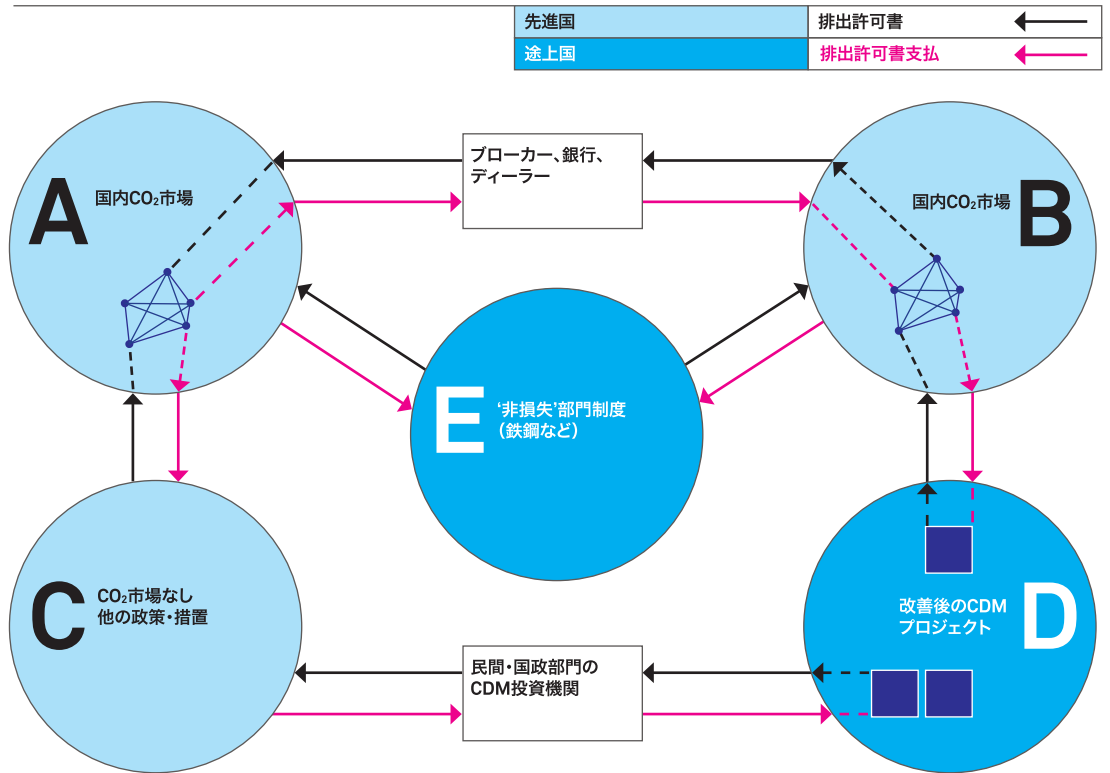 先進国
排出許可書
途上国
排出許可書支払
A
国内CO₂市場
ブローカー、銀行、
ディーラー
国内CO₂市場
B
E
‘非損失’部門制度
（鉄鋼など）
C
CO₂市場なし
他の政策・措置
民間・国政部門の
CDM投資機関
改善後のCDM
プロジェクト
D